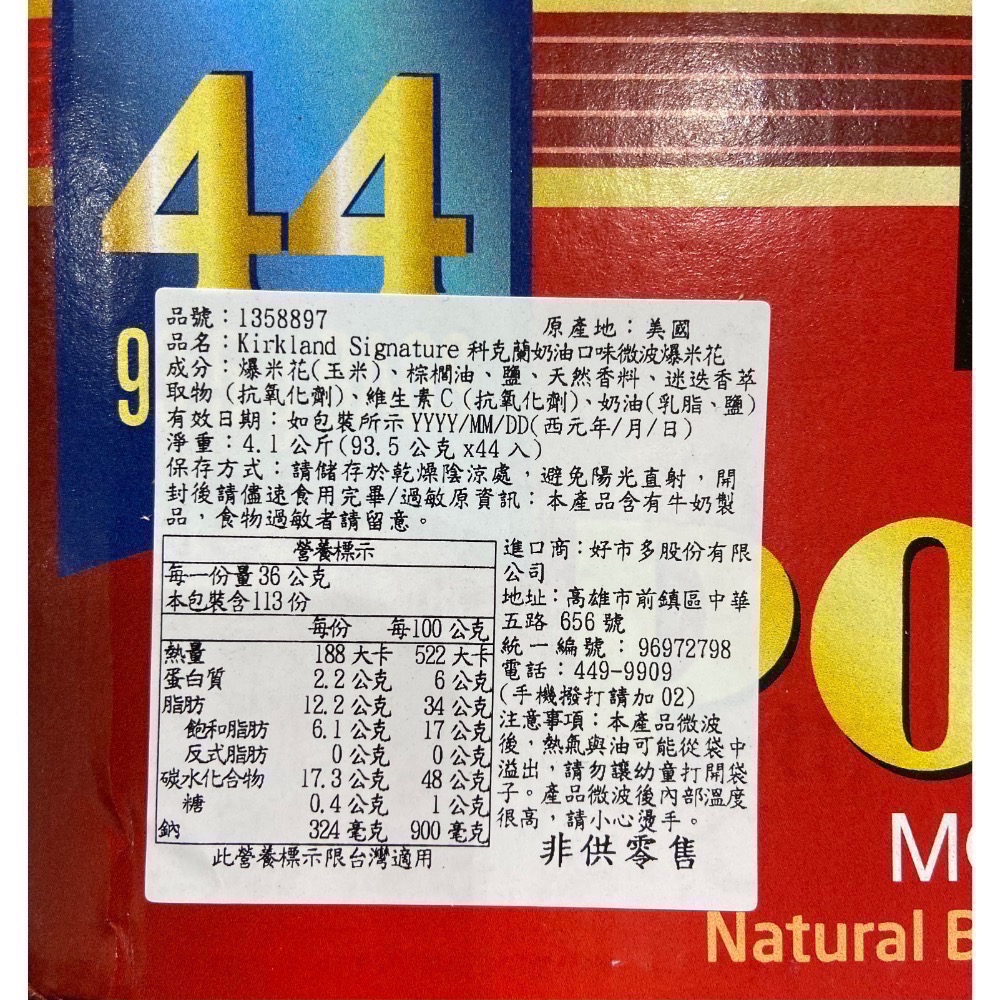 44
9
品號：1358897 原產地：美國
品名：Kirkland Signature 科克蘭奶油口味微波爆米花
成分：爆米花(玉米)、棕櫚油、鹽、天然香料、迷迭香萃
取物（抗氧化劑)、維生素C（抗氧化劑)、奶油(乳脂、鹽）
有效日期：如包裝所示 YYYY/MM/DD(西元年/月/日)
淨重：4.1 公斤(93.5 公克 x44 入)
保存方式：請儲存於乾燥陰涼處，避免陽光直射，開
封後請儘速食用完畢/過敏原資訊：本產品含有牛奶製
品，食物過敏者請留意。
營養標示
每一份量 36 公克
本包裝含 113 份
每份 每 100 公克
熱量 188 大卡 522 大卡
蛋白質 2.2 公克 6 公克
脂肪 12.2 公克 34 公克
飽和脂肪 6.1 公克 17 公克
反式脂肪 0 公克 0 公克
碳水化合物 17.3 公克 48 公克
糖 0.4 公克 1 公克
鈉 324 毫克 900 毫克
此營養標示限台灣適用
進口商：好市多股份有限
公司
地址：高雄市前鎮區中華
五路 656 號
統一編號：96972798
電話：449-9909
(手機撥打請加 02)
注意事項：本產品微波
後，熱氣與油可能從袋中
溢出，請勿讓幼童打開袋
子。產品微波後內部溫度
很高，請小心燙手。
非供零售
Natural B